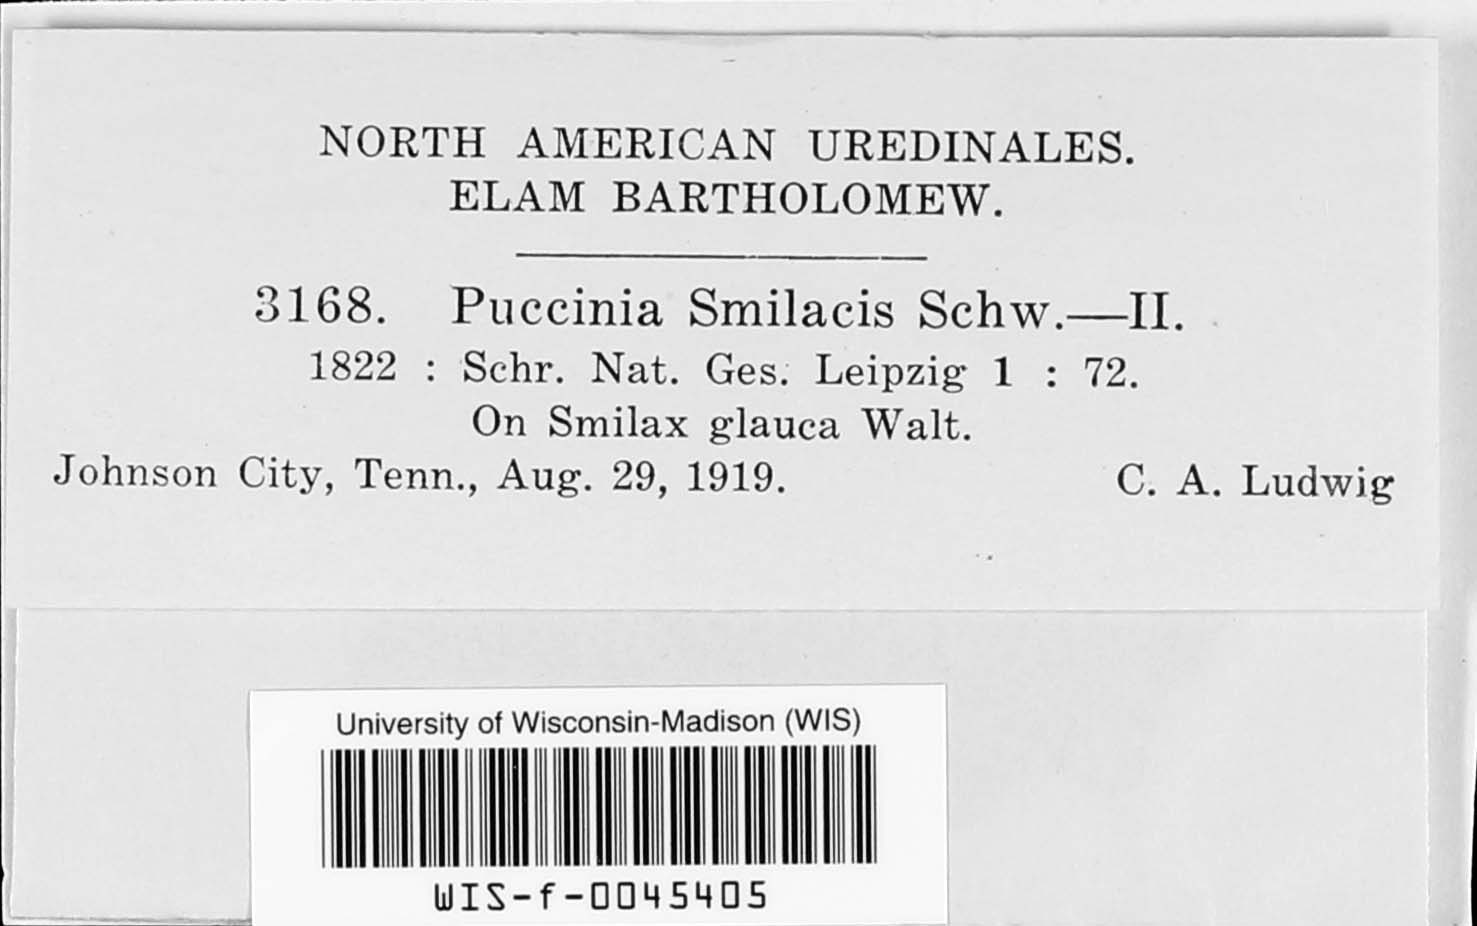 NORTH AMERICAN UREDINALES.
ELAM BARTHOLOMEW.
3168. Puccinia Smilacis Schw.—II.
1822 : Schr. Nat. Ges. Leipzig 1 : 72.
On Smilax glauca Walt.
Johnson City, Tenn., Aug. 29, 1919. C. A. Ludwig
University of Wisconsin-Madison (WIS)
WIS-f-0045405